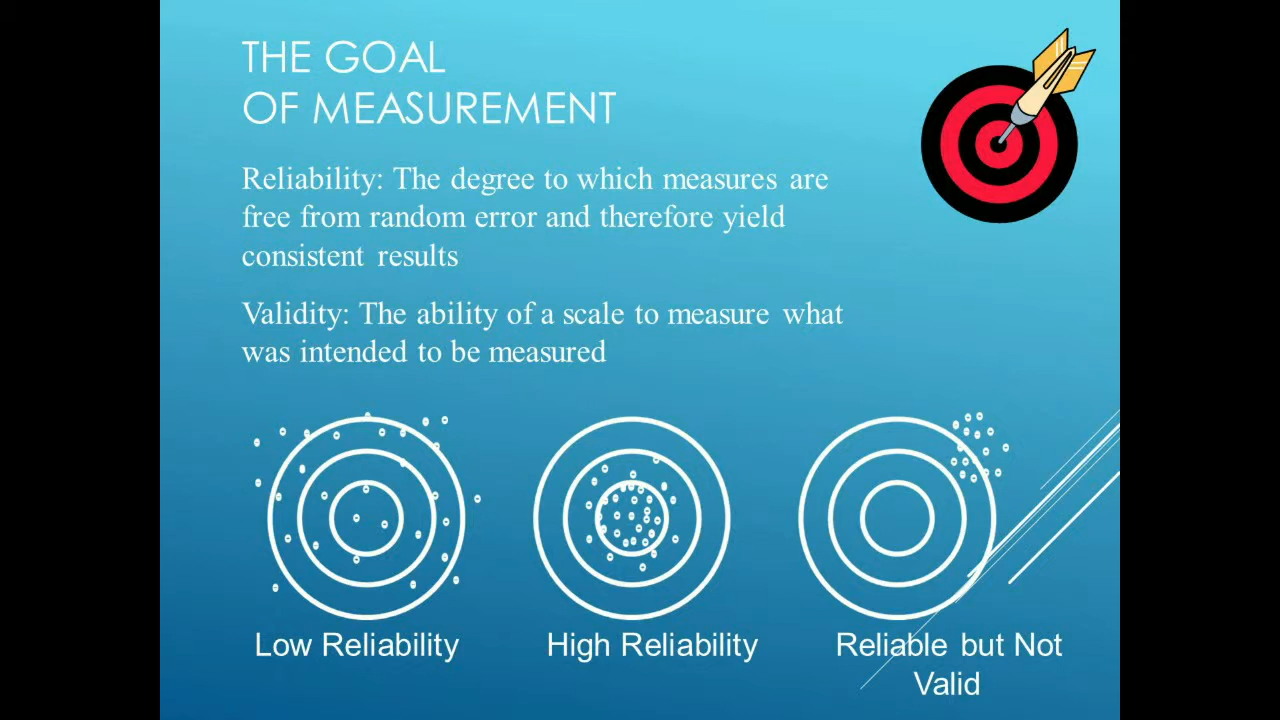 THE GOAL
OF MEASUREMENT
Reliability: The degree to which measures are
free from random error and therefore yield
consistent results
Validity: The ability of a scale to measure what
was intended to be measured
Low Reliability
High Reliability
Reliable but Not
Valid